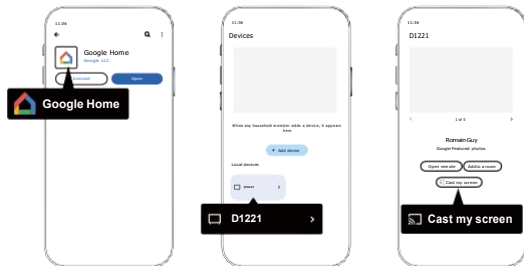 11:36
Google Home
Google LLC
Uninstall
Open
Google Home
11:36
Devices
When any household member adds a device, it appears
here
+ Add device
Local devices
D1221
D1221
11:36
D1221
1 of 5
Romain Guy
Google Featured photos
Open remote
Add to a room
Cast my screen
Cast my screen